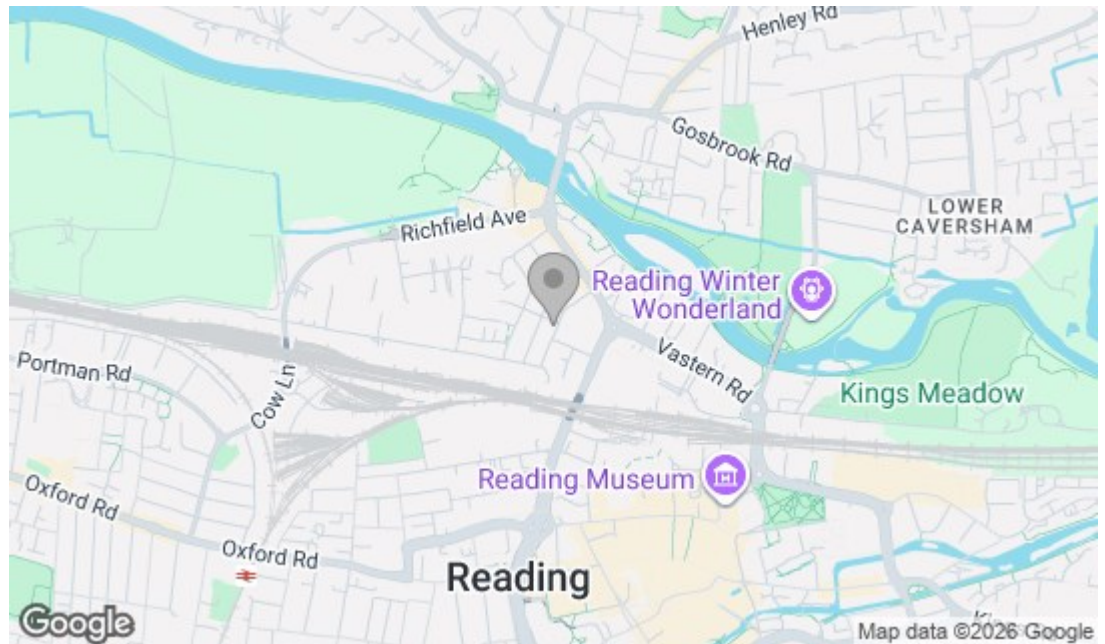 Henley Rd
Gosbrook Rd
LOWER
CAVERSHAM
Richfield Ave
Reading Winter
Wonderland
Portman Rd
Cow Ln
Vastern Rd
Kings Meadow
Reading Museum
Oxford Rd
Oxford Rd
Reading
Google
Map data ©2026 Google